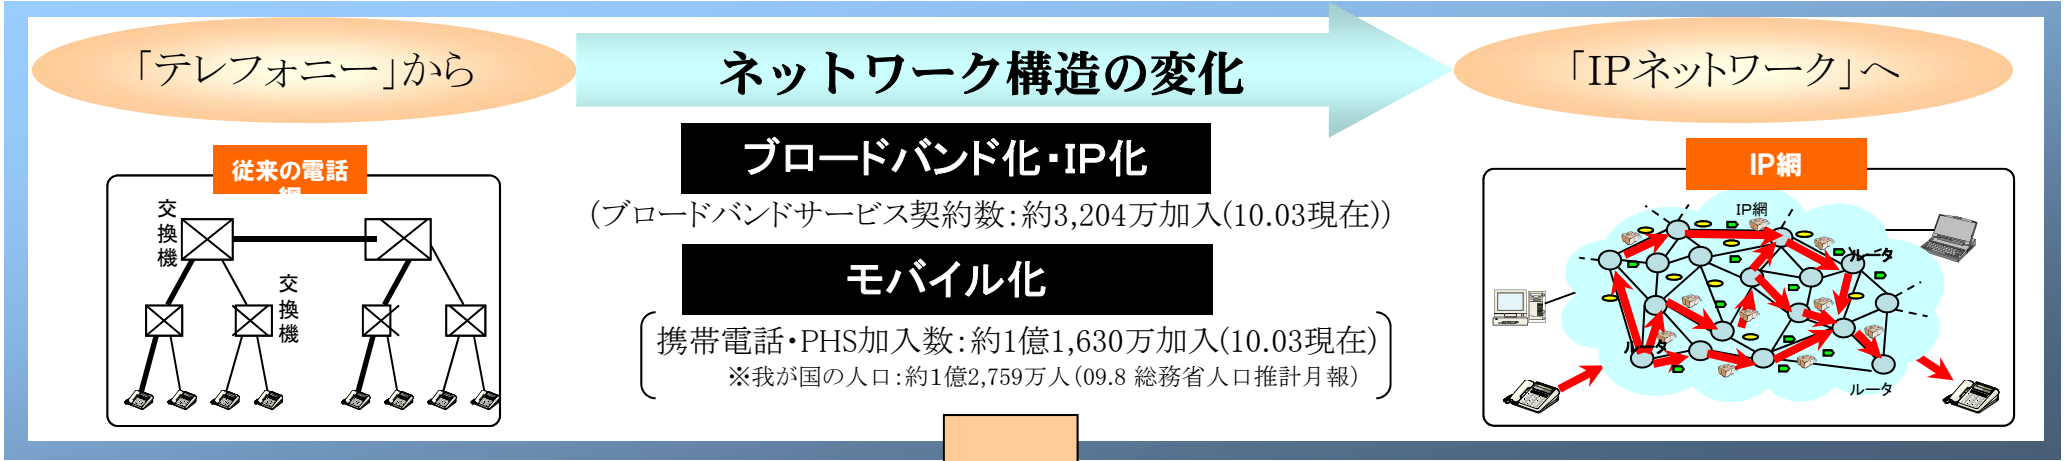 「テレフォニー」から
ネットワーク構造の変化
「IPネットワーク」へ
従来の電話
網
交換機
交換機
ブロードバンド化・IP化
(ブロードバンドサービス契約数：約3,204万加入(10.03現在))
モバイル化
携帯電話・PHS加入数：約1億1,630万加入(10.03現在)
※我が国の人口：約1億2,759万人(09.8 総務省人口推計月報)
IP網
IP網
ルータ
ルータ
ルータ